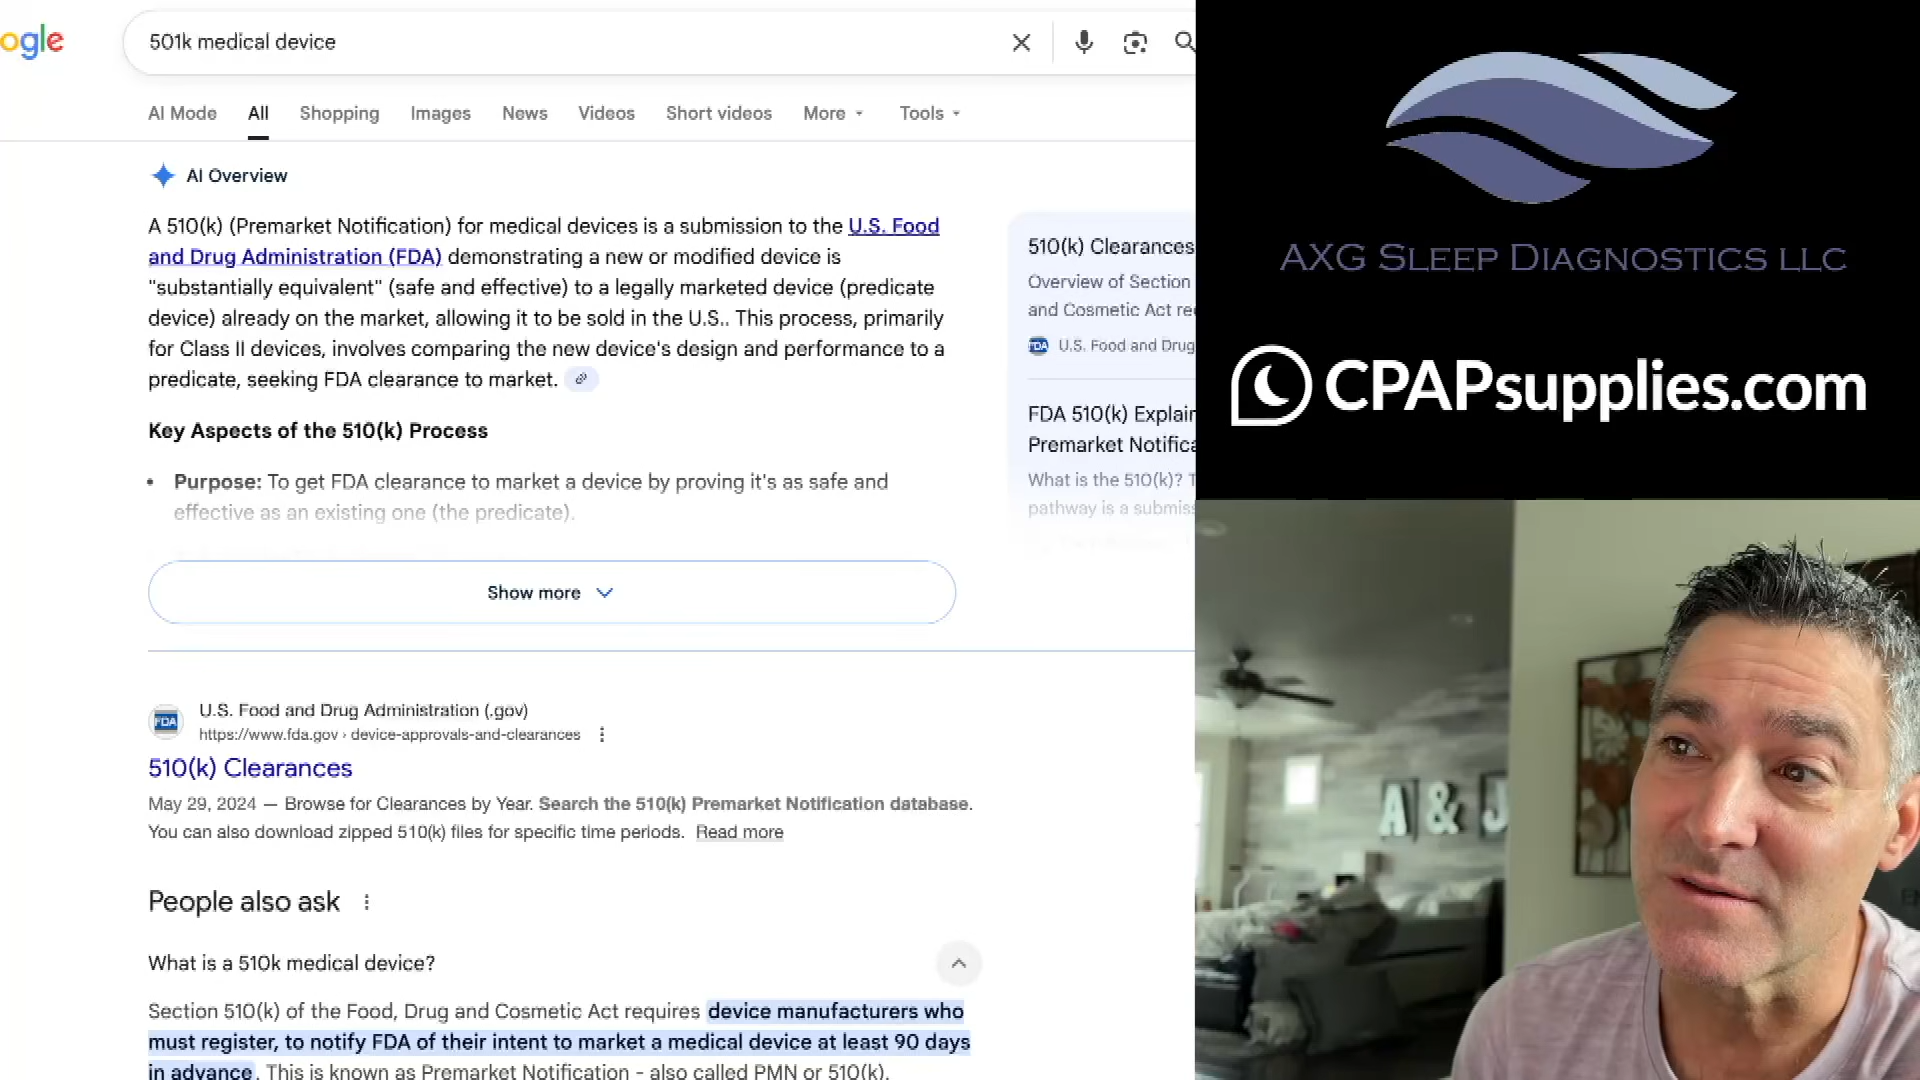 ogle
501k medical device
AI Mode
All
Shopping
Images
News
Videos
Short videos
More
Tools
AI Overview
A 510(k) (Premarket Notification) for medical devices is a submission to the U.S. Food
and Drug Administration (FDA) demonstrating a new or modified device is
"substantially equivalent" (safe and effective) to a legally marketed device (predicate
device) already on the market, allowing it to be sold in the U.S.. This process, primarily
for Class II devices, involves comparing the new device's design and performance to a
predicate, seeking FDA clearance to market.
Key Aspects of the 510(k) Process
• Purpose: To get FDA clearance to market a device by proving it's as safe and
effective as an existing one (the predicate).
Show more
510(k) Clearances
Overview of Section
and Cosmetic Act re
FDA
U.S. Food and Drug
FDA 510(k) Explain
Premarket Notifica
What is the 510(k)? T
pathway is a submiss
FDA
U.S. Food and Drug Administration (.gov)
https://www.fda.gov › device-approvals-and-clearances
510(k) Clearances
May 29, 2024 — Browse for Clearances by Year. Search the 510(k) Premarket Notification database.
You can also download zipped 510(k) files for specific time periods. Read more
People also ask
What is a 510k medical device?
Section 510(k) of the Food, Drug and Cosmetic Act requires device manufacturers who
must register, to notify FDA of their intent to market a medical device at least 90 days
in advance. This is known as Premarket Notification - also called PMN or 510(k).
AXG SLEEP DIAGNOSTICS LLC
CPAPsupplies.com
A & J